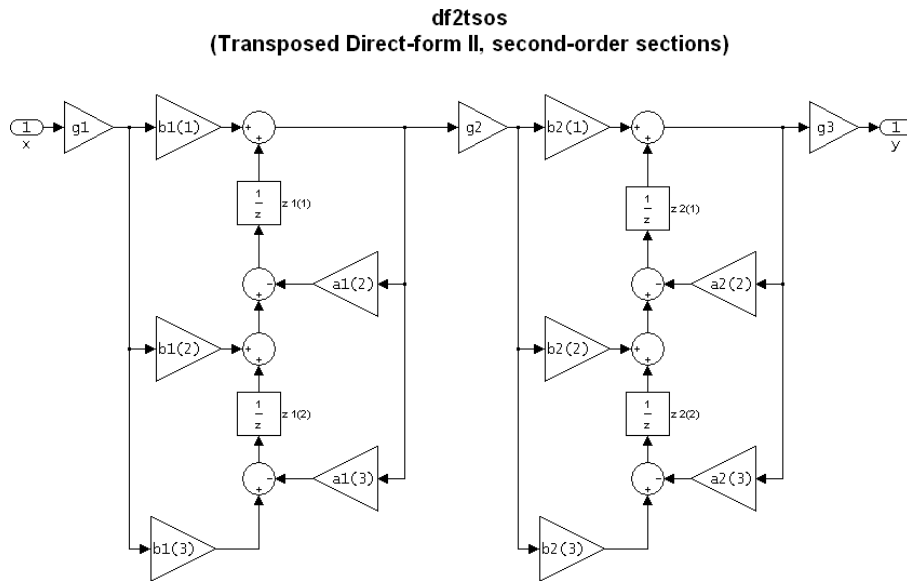 df2tsos
(Transposed Direct-form II, second-order sections)
1
x
g1
b1(1)
+
+
g2
b2(1)
+
+
g3
1
y
1
z
z 1(1)
1
z
z 2(1)
+
-
a1(2)
+
-
a2(2)
b1(2)
+
+
b2(2)
+
+
1
z
z 1(2)
1
z
z 2(2)
+
-
a1(3)
+
-
a2(3)
b1(3)
b2(3)